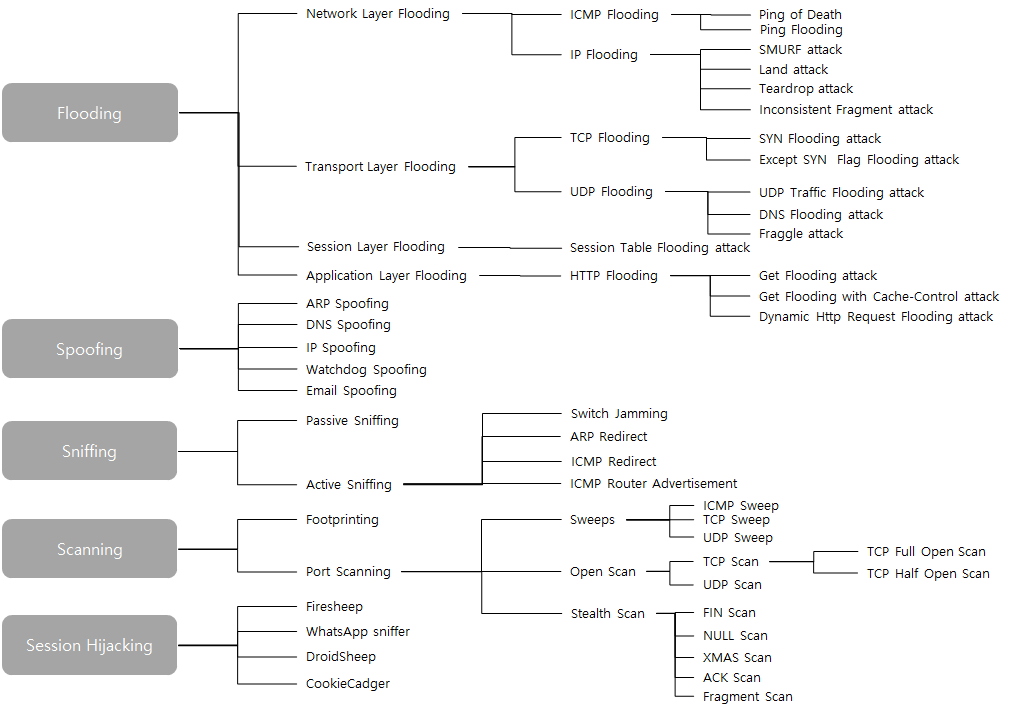 Flooding
Network Layer Flooding
ICMP Flooding
Ping of Death
Ping Flooding
IP Flooding
SMURF attack
Land attack
Teardrop attack
Inconsistent Fragment attack
Transport Layer Flooding
TCP Flooding
SYN Flooding attack
Except SYN Flag Flooding attack
UDP Flooding
UDP Traffic Flooding attack
DNS Flooding attack
Fraggle attack
Session Layer Flooding
Session Table Flooding attack
Application Layer Flooding
HTTP Flooding
Get Flooding attack
Get Flooding with Cache-Control attack
Dynamic Http Request Flooding attack
Spoofing
ARP Spoofing
DNS Spoofing
IP Spoofing
Watchdog Spoofing
Email Spoofing
Sniffing
Passive Sniffing
Active Sniffing
Switch Jamming
ARP Redirect
ICMP Redirect
ICMP Router Advertisement
Scanning
Footprinting
Port Scanning
Sweeps
ICMP Sweep
TCP Sweep
UDP Sweep
Open Scan
TCP Scan
TCP Full Open Scan
TCP Half Open Scan
UDP Scan
Stealth Scan
FIN Scan
NULL Scan
XMAS Scan
ACK Scan
Fragment Scan
Session Hijacking
Firesheep
WhatsApp sniffer
DroidSheep
CookieCadger